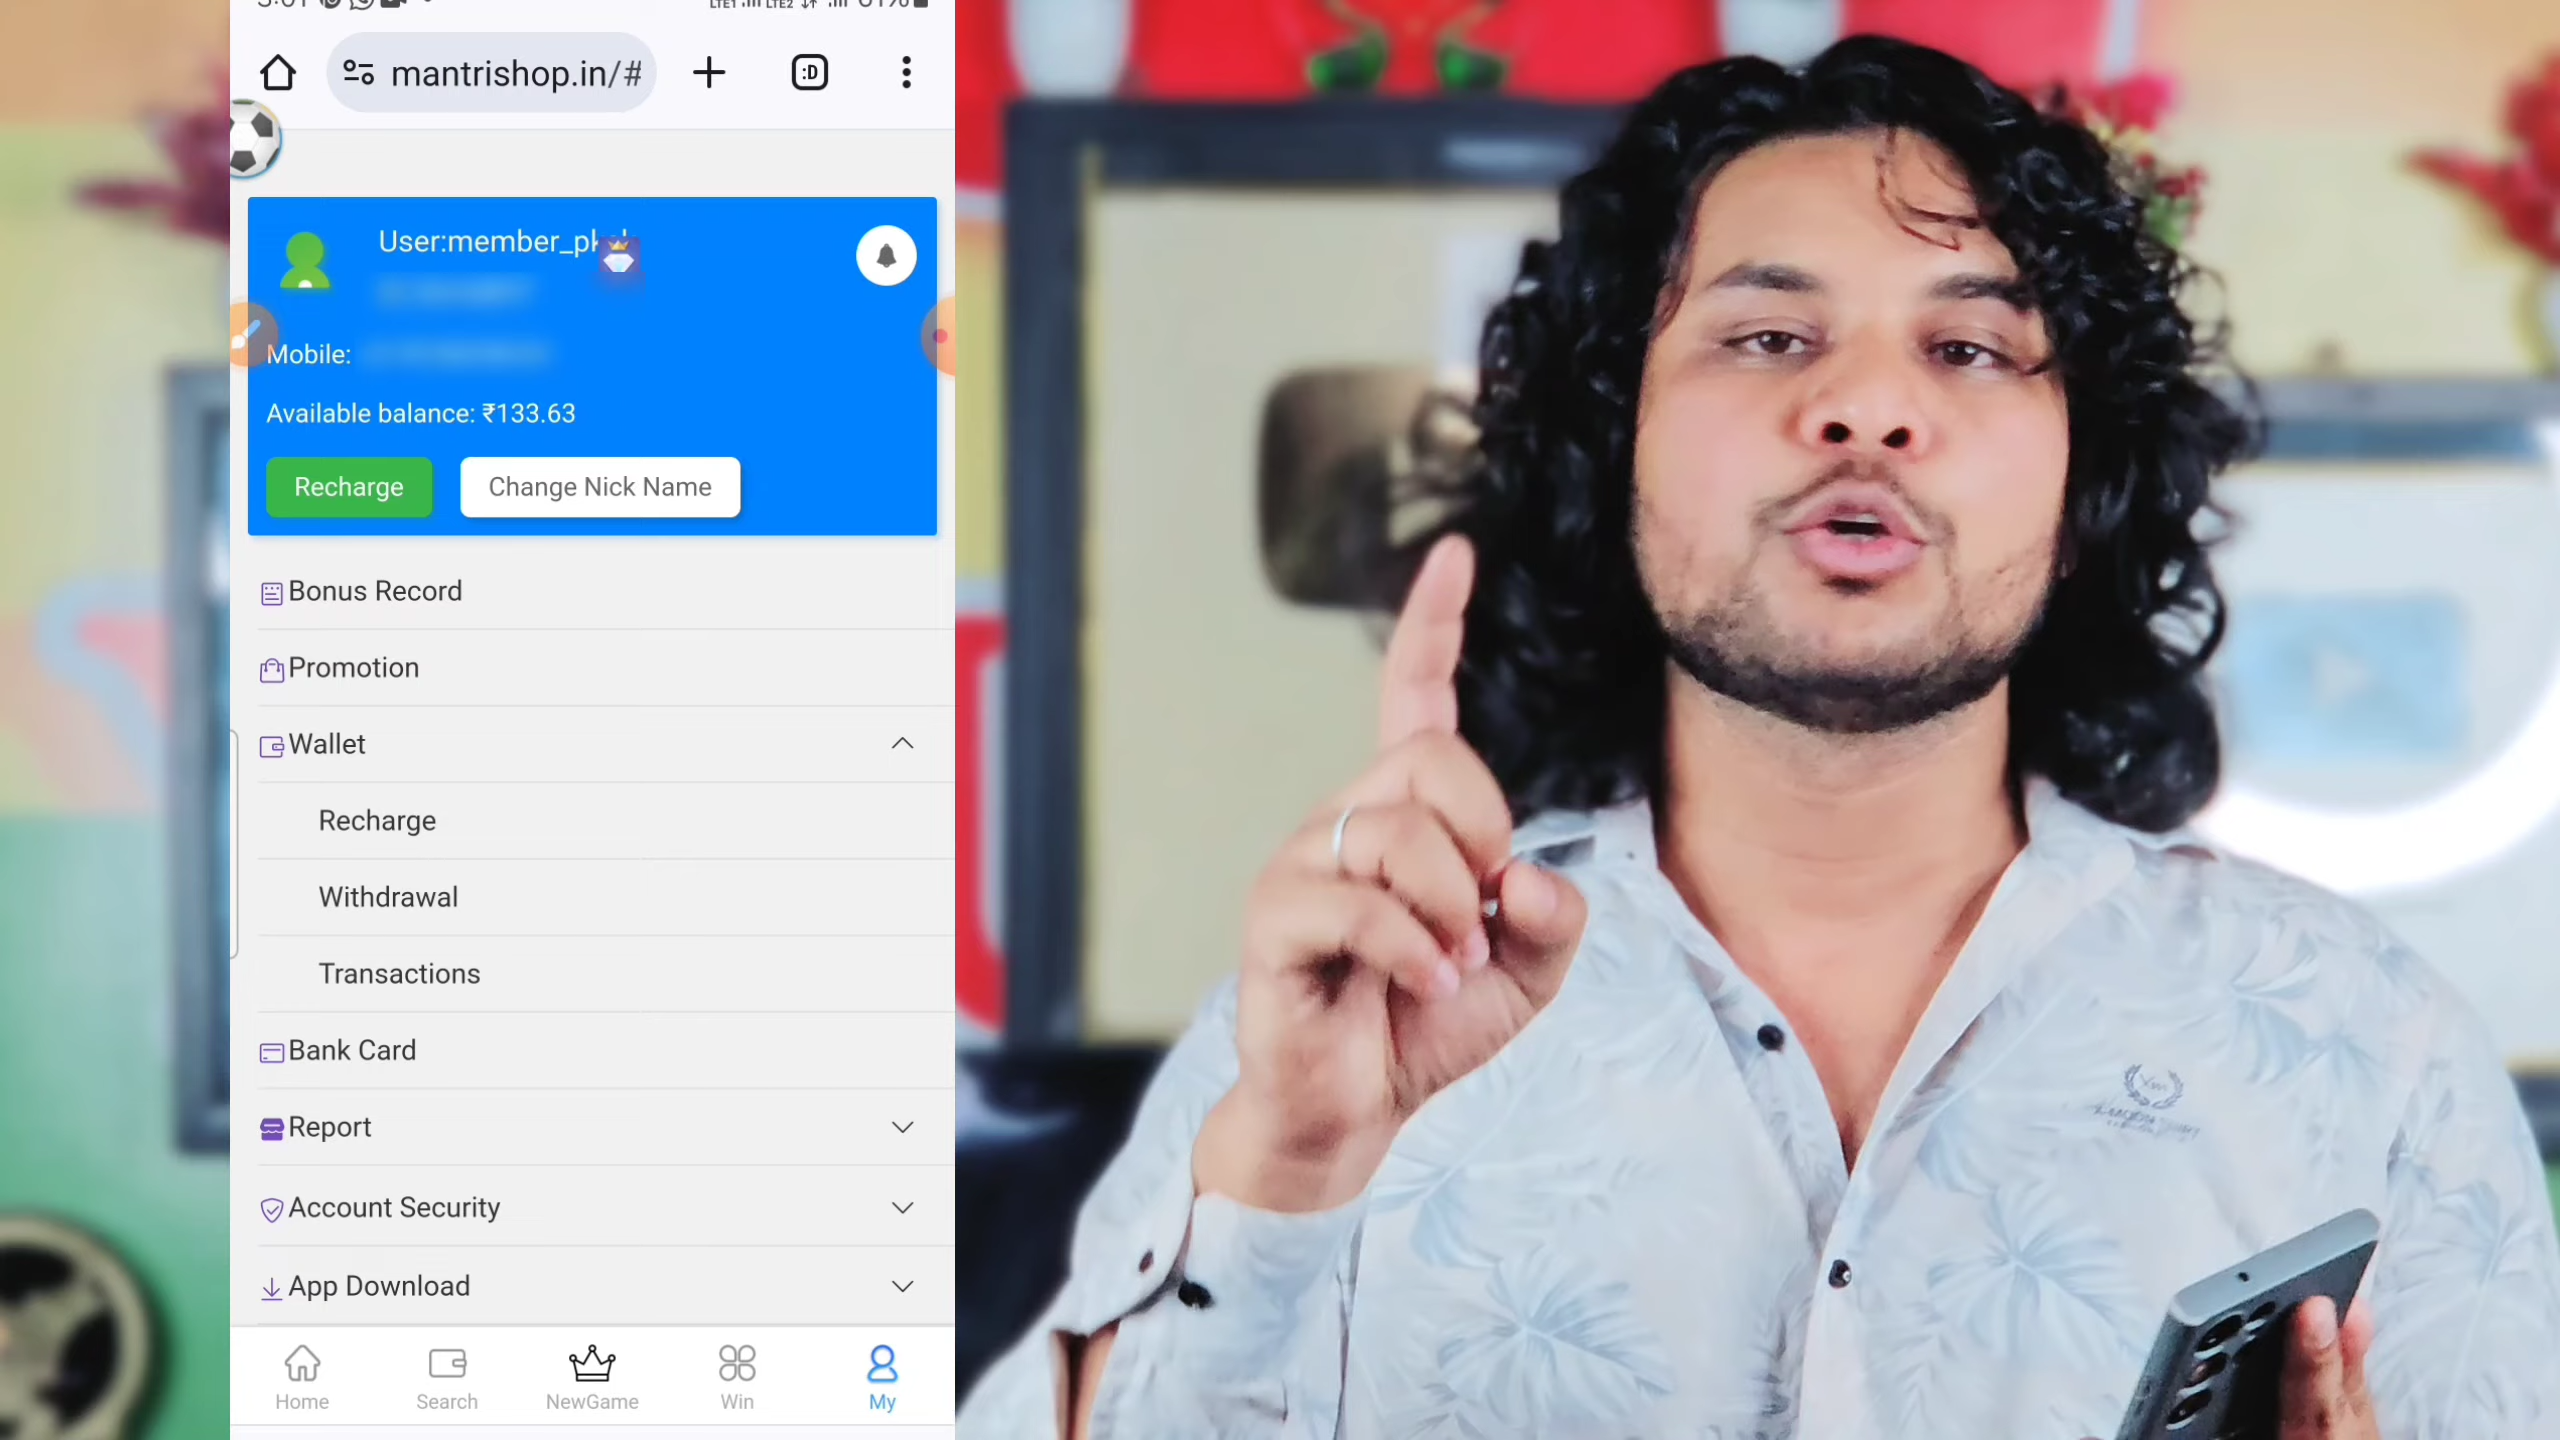 mantrishop.in/#
User:member_pk
Mobile:
Available balance: ₹133.63
Recharge
Change Nick Name
Bonus Record
Promotion
Wallet
Recharge
Withdrawal
Transactions
Bank Card
Report
Account Security
App Download
Home
Search
NewGame
Win
My